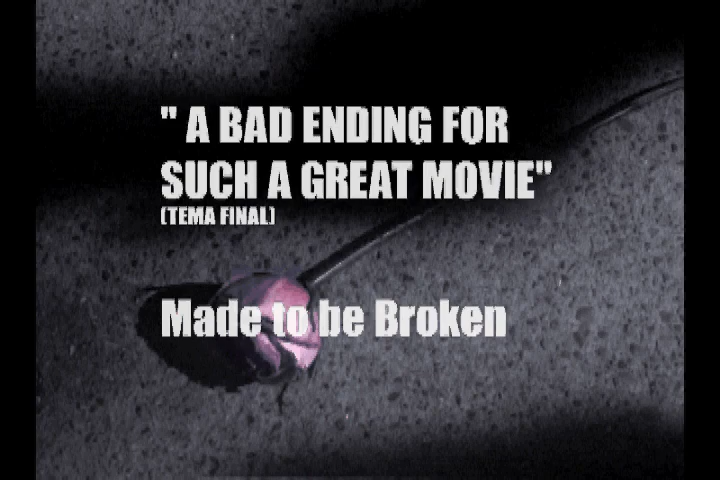 " A BAD ENDING FOR
SUCH A GREAT MOVIE"
(TEMA FINAL)
Made to be Broken